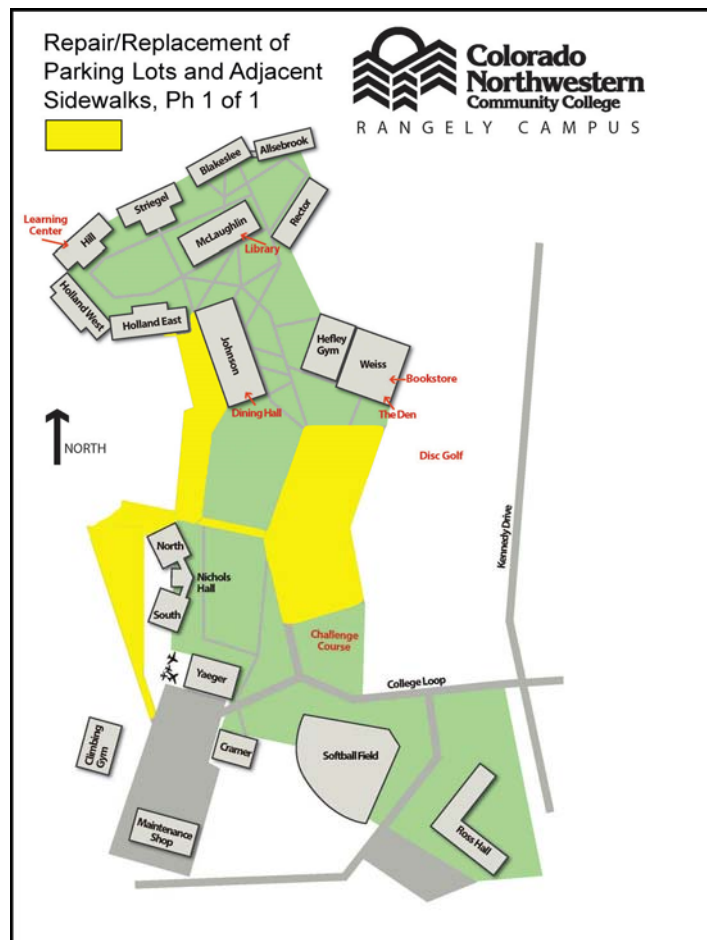 Repair/Replacement of
Parking Lots and Adjacent
Sidewalks, Ph 1 of 1
Colorado
Northwestern
Community College
RANGELY CAMPUS
Allsebrook
Blakeslee
Striegel
Rector
Learning
Center
Hill
McLaughlin
Library
Holland West
Holland East
Johnson
Hefley
Gym
Weiss
Bookstore
The Den
Dining Hall
NORTH
Disc Golf
Kennedy Drive
North
Nichols
Hall
South
Challenge
Course
Yaeger
College Loop
Climbing
Gym
Cramer
Softball Field
Maintenance
Shop
Ross Hall